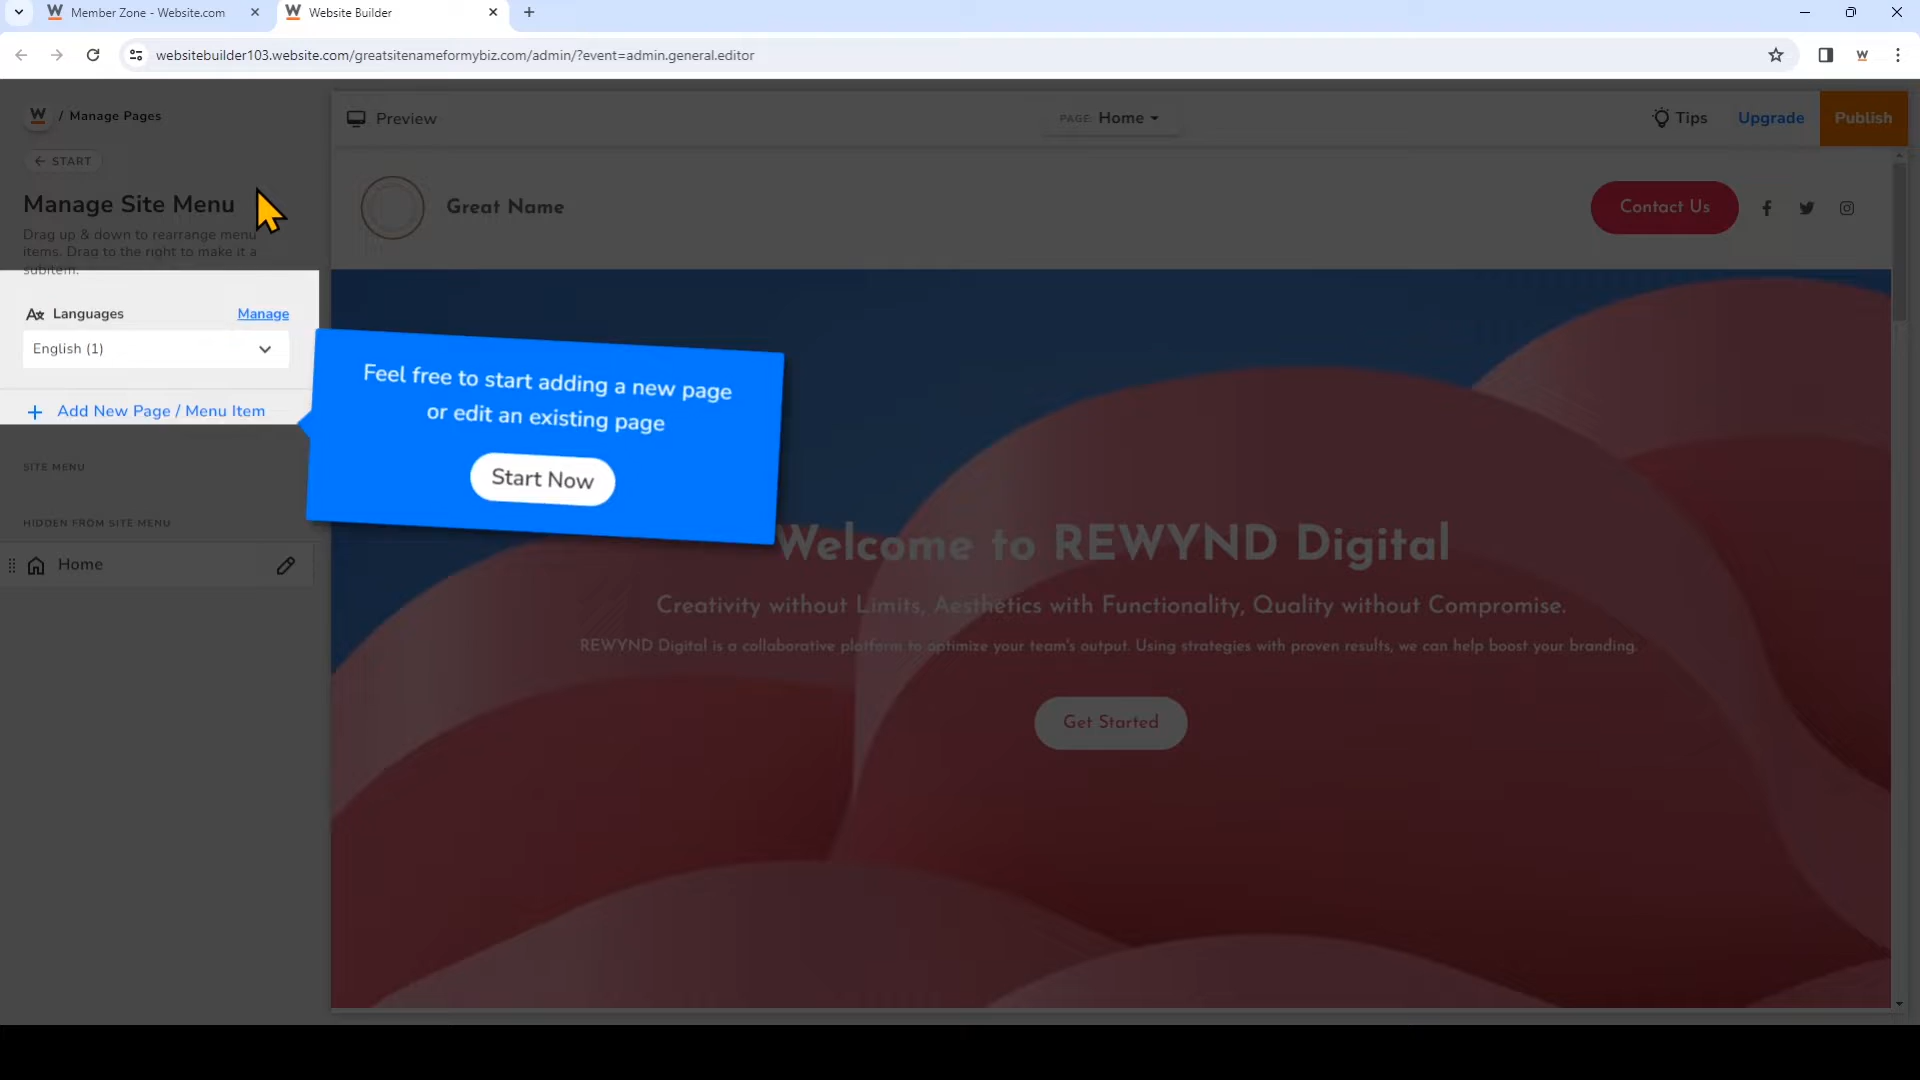 Member Zone - Website.com
Website Builder
websitebuilder103.website.com/greatsitenameformybiz.com/admin/?event=admin.general.editor
W / Manage Pages
START
Manage Site Menu
Drag up & down to rearrange menu
items. Drag to the right to make it a
subitem.
Languages
Manage
English (1)
+ Add New Page / Menu Item
SITE MENU
HIDDEN FROM SITE MENU
Home
Preview
PAGE: Home
Tips
Upgrade
Publish
Great Name
Contact Us
Feel free to start adding a new page
or edit an existing page
Start Now
Welcome to REWYND Digital
Creativity without Limits, Aesthetics with Functionality, Quality without Compromise.
REWYND Digital is a collaborative platform to optimize your team's output. Using strategies with proven results, we can help boost your branding.
Get Started